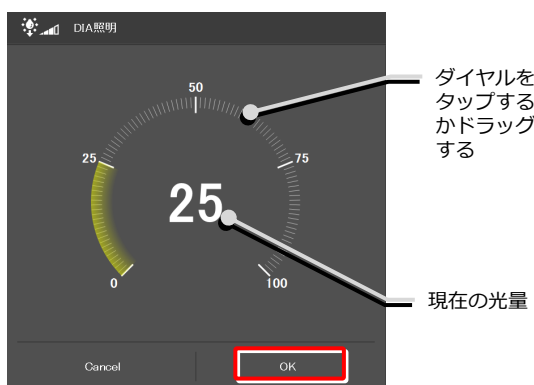 DIA照明
50
25
75
25
0
100
Cancel
OK
ダイヤルを
タップする
かドラッグ
する
現在の光量